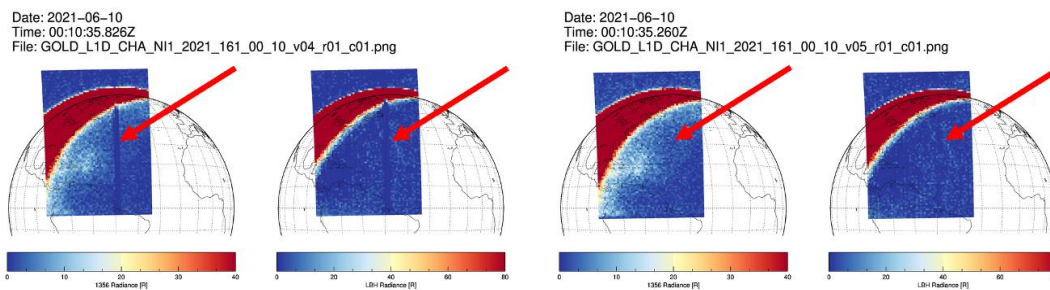 Date: 2021-06-10
Time: 00:10:35.826Z
File: GOLD_L1D_CHA_NI1_2021_161_00_10_v04_r01_c01.png
0 10 20 30 40
1356 Radiance [R]
0 20 40 60 80
LBH Radiance [R]
Date: 2021-06-10
Time: 00:10:35.260Z
File: GOLD_L1D_CHA_NI1_2021_161_00_10_v05_r01_c01.png
0 10 20 30 40
1356 Radiance [R]
0 20 40 60
LBH Radiance [R]